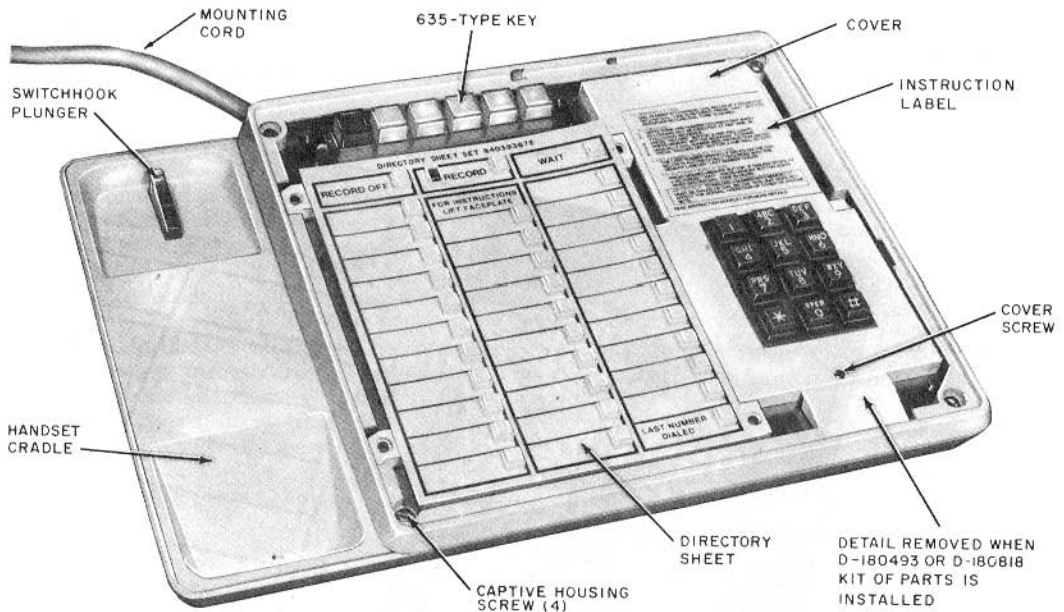 MOUNTING
CORD
635-TYPE KEY
COVER
INSTRUCTION
LABEL
SWITCHHOOK
PLUNGER
DIRECTORY SHEET SET 840393678
RECORD OFF
RECORD
WAIT
FOR INSTRUCTIONS
LIFT FACEPLATE
1
ABC
2
DEF
3
GHI
4
JKL
5
MNO
6
PRS
7
TUV
8
WXY
9
*
OPER
0
#
COVER
SCREW
HANDSET
CRADLE
LAST NUMBER
DIALED
DIRECTORY
SHEET
DETAIL REMOVED WHEN
D-180493 OR D-180818
KIT OF PARTS IS
INSTALLED
CAPTIVE HOUSING
SCREW (4)